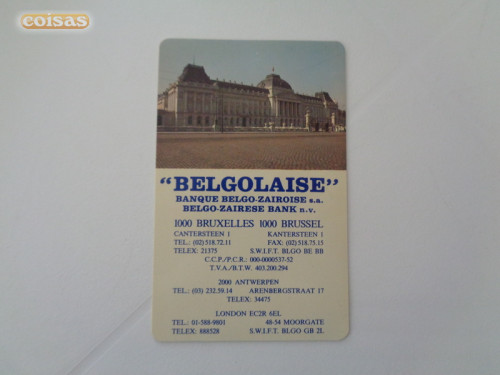 coisas
"BELGOLAISE"
BANQUE BELGO-ZAIROISE s.a.
BELGO-ZAIRESE BANK n.v.
1000 BRUXELLES 1000 BRUSSEL
CANTERSTEEN 1 KANTERSTEEN 1
TEL.: (02) 518.72.11 FAX: (02) 518.75.15
TELEX: 21375 S.W.I.F.T. BLGO BE BB
C.C.P./P.C.R.: 000-0000537-52
T.V.A./B.T.W. 403.200.294
2000 ANTWERPEN
TEL.: (03) 232.59.14 ARENBERGSTRAAT 17
TELEX: 34475
LONDON EC2R 6EL
TEL.: 01-588-9801 48-54 MOORGATE
TELEX: 888528 S.W.I.F.T. BLGO GB 2L